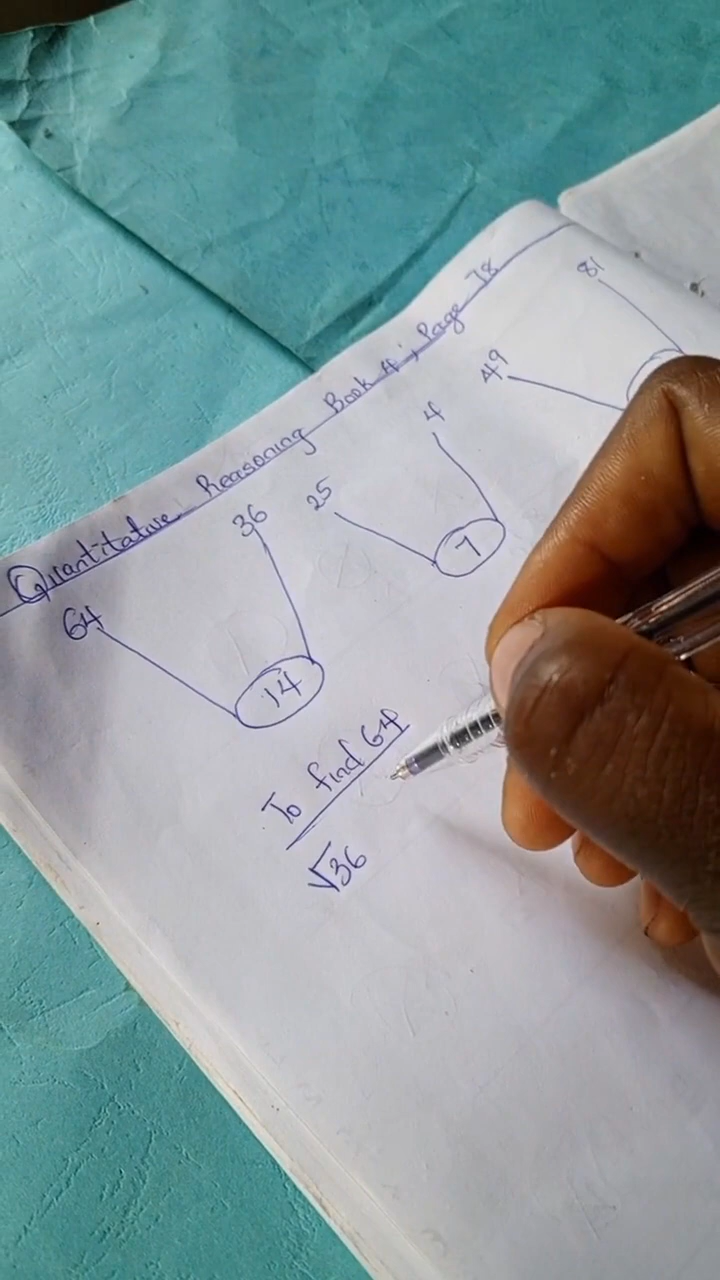 Quantitative Reasoning Book 4; Page 78
64 36 14
25 4 7
49 81
To find 64
√36